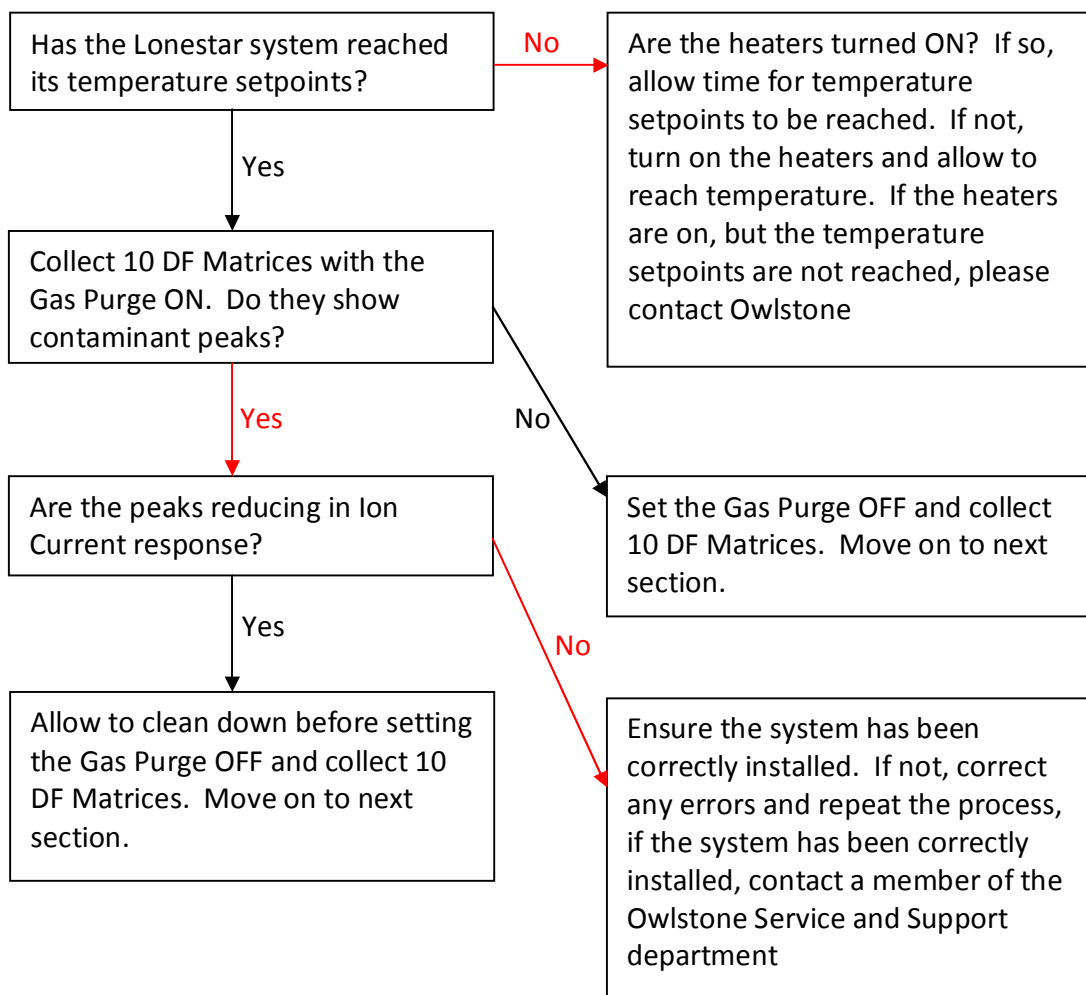 Has the Lonestar system reached
its temperature setpoints?
No
Are the heaters turned ON?  If so,
allow time for temperature
setpoints to be reached.  If not,
turn on the heaters and allow to
reach temperature.  If the heaters
are on, but the temperature
setpoints are not reached, please
contact Owlstone
Yes
Collect 10 DF Matrices with the
Gas Purge ON.  Do they show
contaminant peaks?
Yes
No
Are the peaks reducing in Ion
Current response?
Set the Gas Purge OFF and collect
10 DF Matrices.  Move on to next
section.
Yes
No
Allow to clean down before setting
the Gas Purge OFF and collect 10
DF Matrices.  Move on to next
section.
Ensure the system has been
correctly installed.  If not, correct
any errors and repeat the process,
if the system has been correctly
installed, contact a member of the
Owlstone Service and Support
department